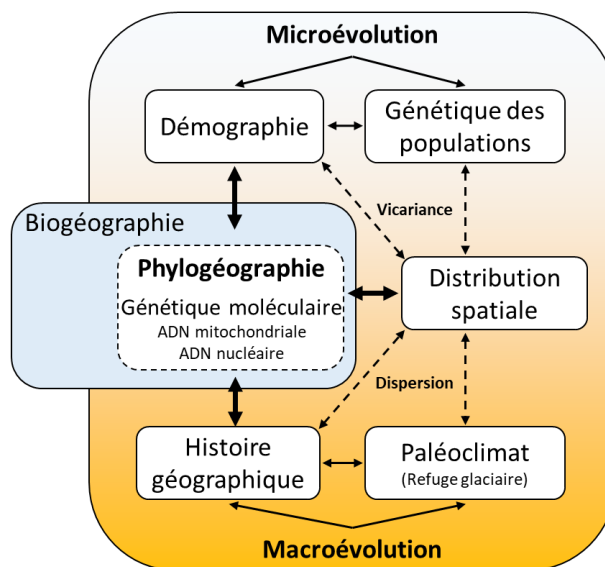 Microévolution
Démographie
Génétique des
populations
Vicariance
Biogéographie
Phylogéographie
Génétique moléculaire
ADN mitochondriale
ADN nucléaire
Distribution
spatiale
Dispersion
Histoire
géographique
Paléoclimat
(Refuge glaciaire)
Macroévolution